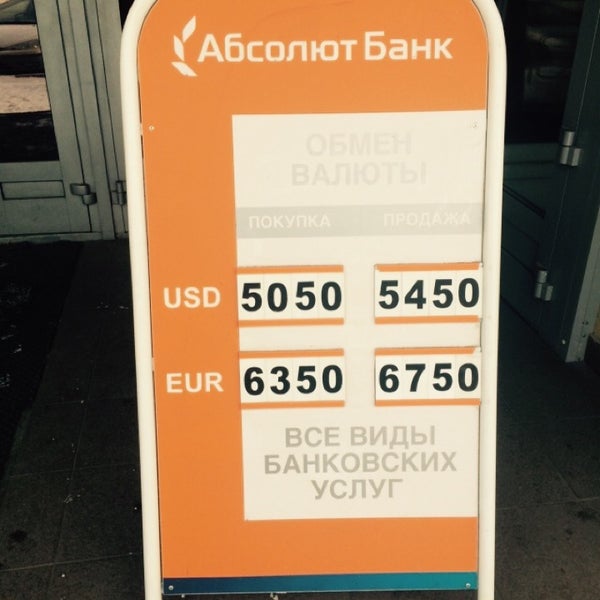 Абсолют Банк
ОБМЕН
ВАЛЮТЫ
ПОКУПКА ПРОДАЖА
USD 5050 5450
EUR 6350 6750
ВСЕ ВИДЫ
БАНКОВСКИХ
УСЛУГ